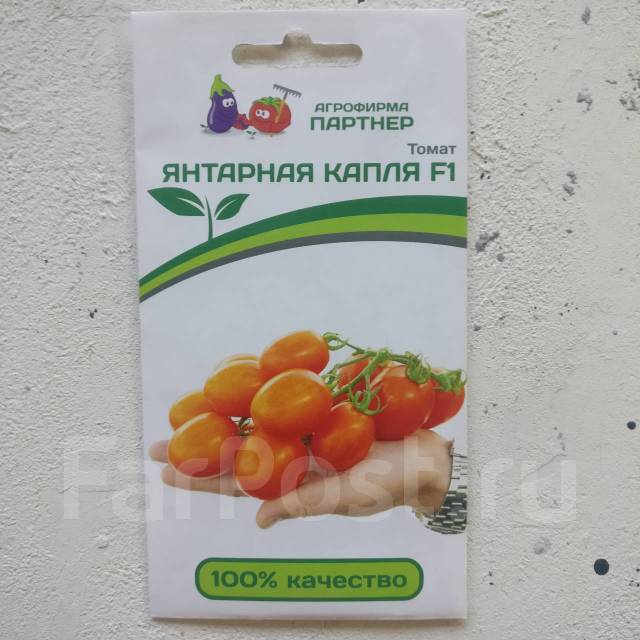 АГРОФИРМА
ПАРТНЕР
Томат
ЯНТАРНАЯ КАПЛЯ F1
FarPost.ru
100% качество